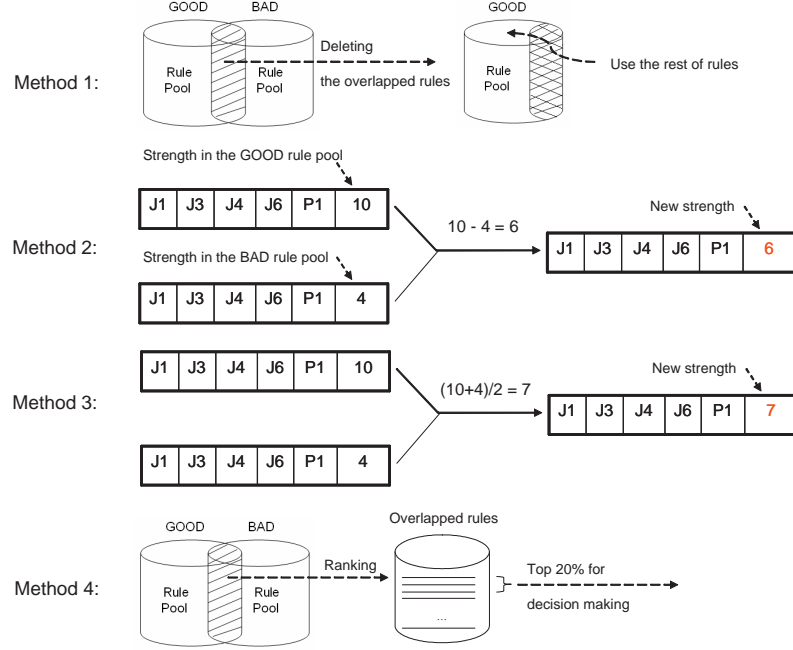 GOOD BAD GOOD
Method 1:
Rule Pool
Rule Pool
Deleting
the overlapped rules
Rule Pool
Use the rest of rules
Method 2:
Strength in the GOOD rule pool
J1 J3 J4 J6 P1 10
Strength in the BAD rule pool
J1 J3 J4 J6 P1 4
10 - 4 = 6
New strength
J1 J3 J4 J6 P1 6
Method 3:
J1 J3 J4 J6 P1 10
J1 J3 J4 J6 P1 4
(10+4)/2 = 7
New strength
J1 J3 J4 J6 P1 7
Method 4:
GOOD BAD
Rule Pool
Rule Pool
Ranking
Overlapped rules
...
Top 20% for
decision making